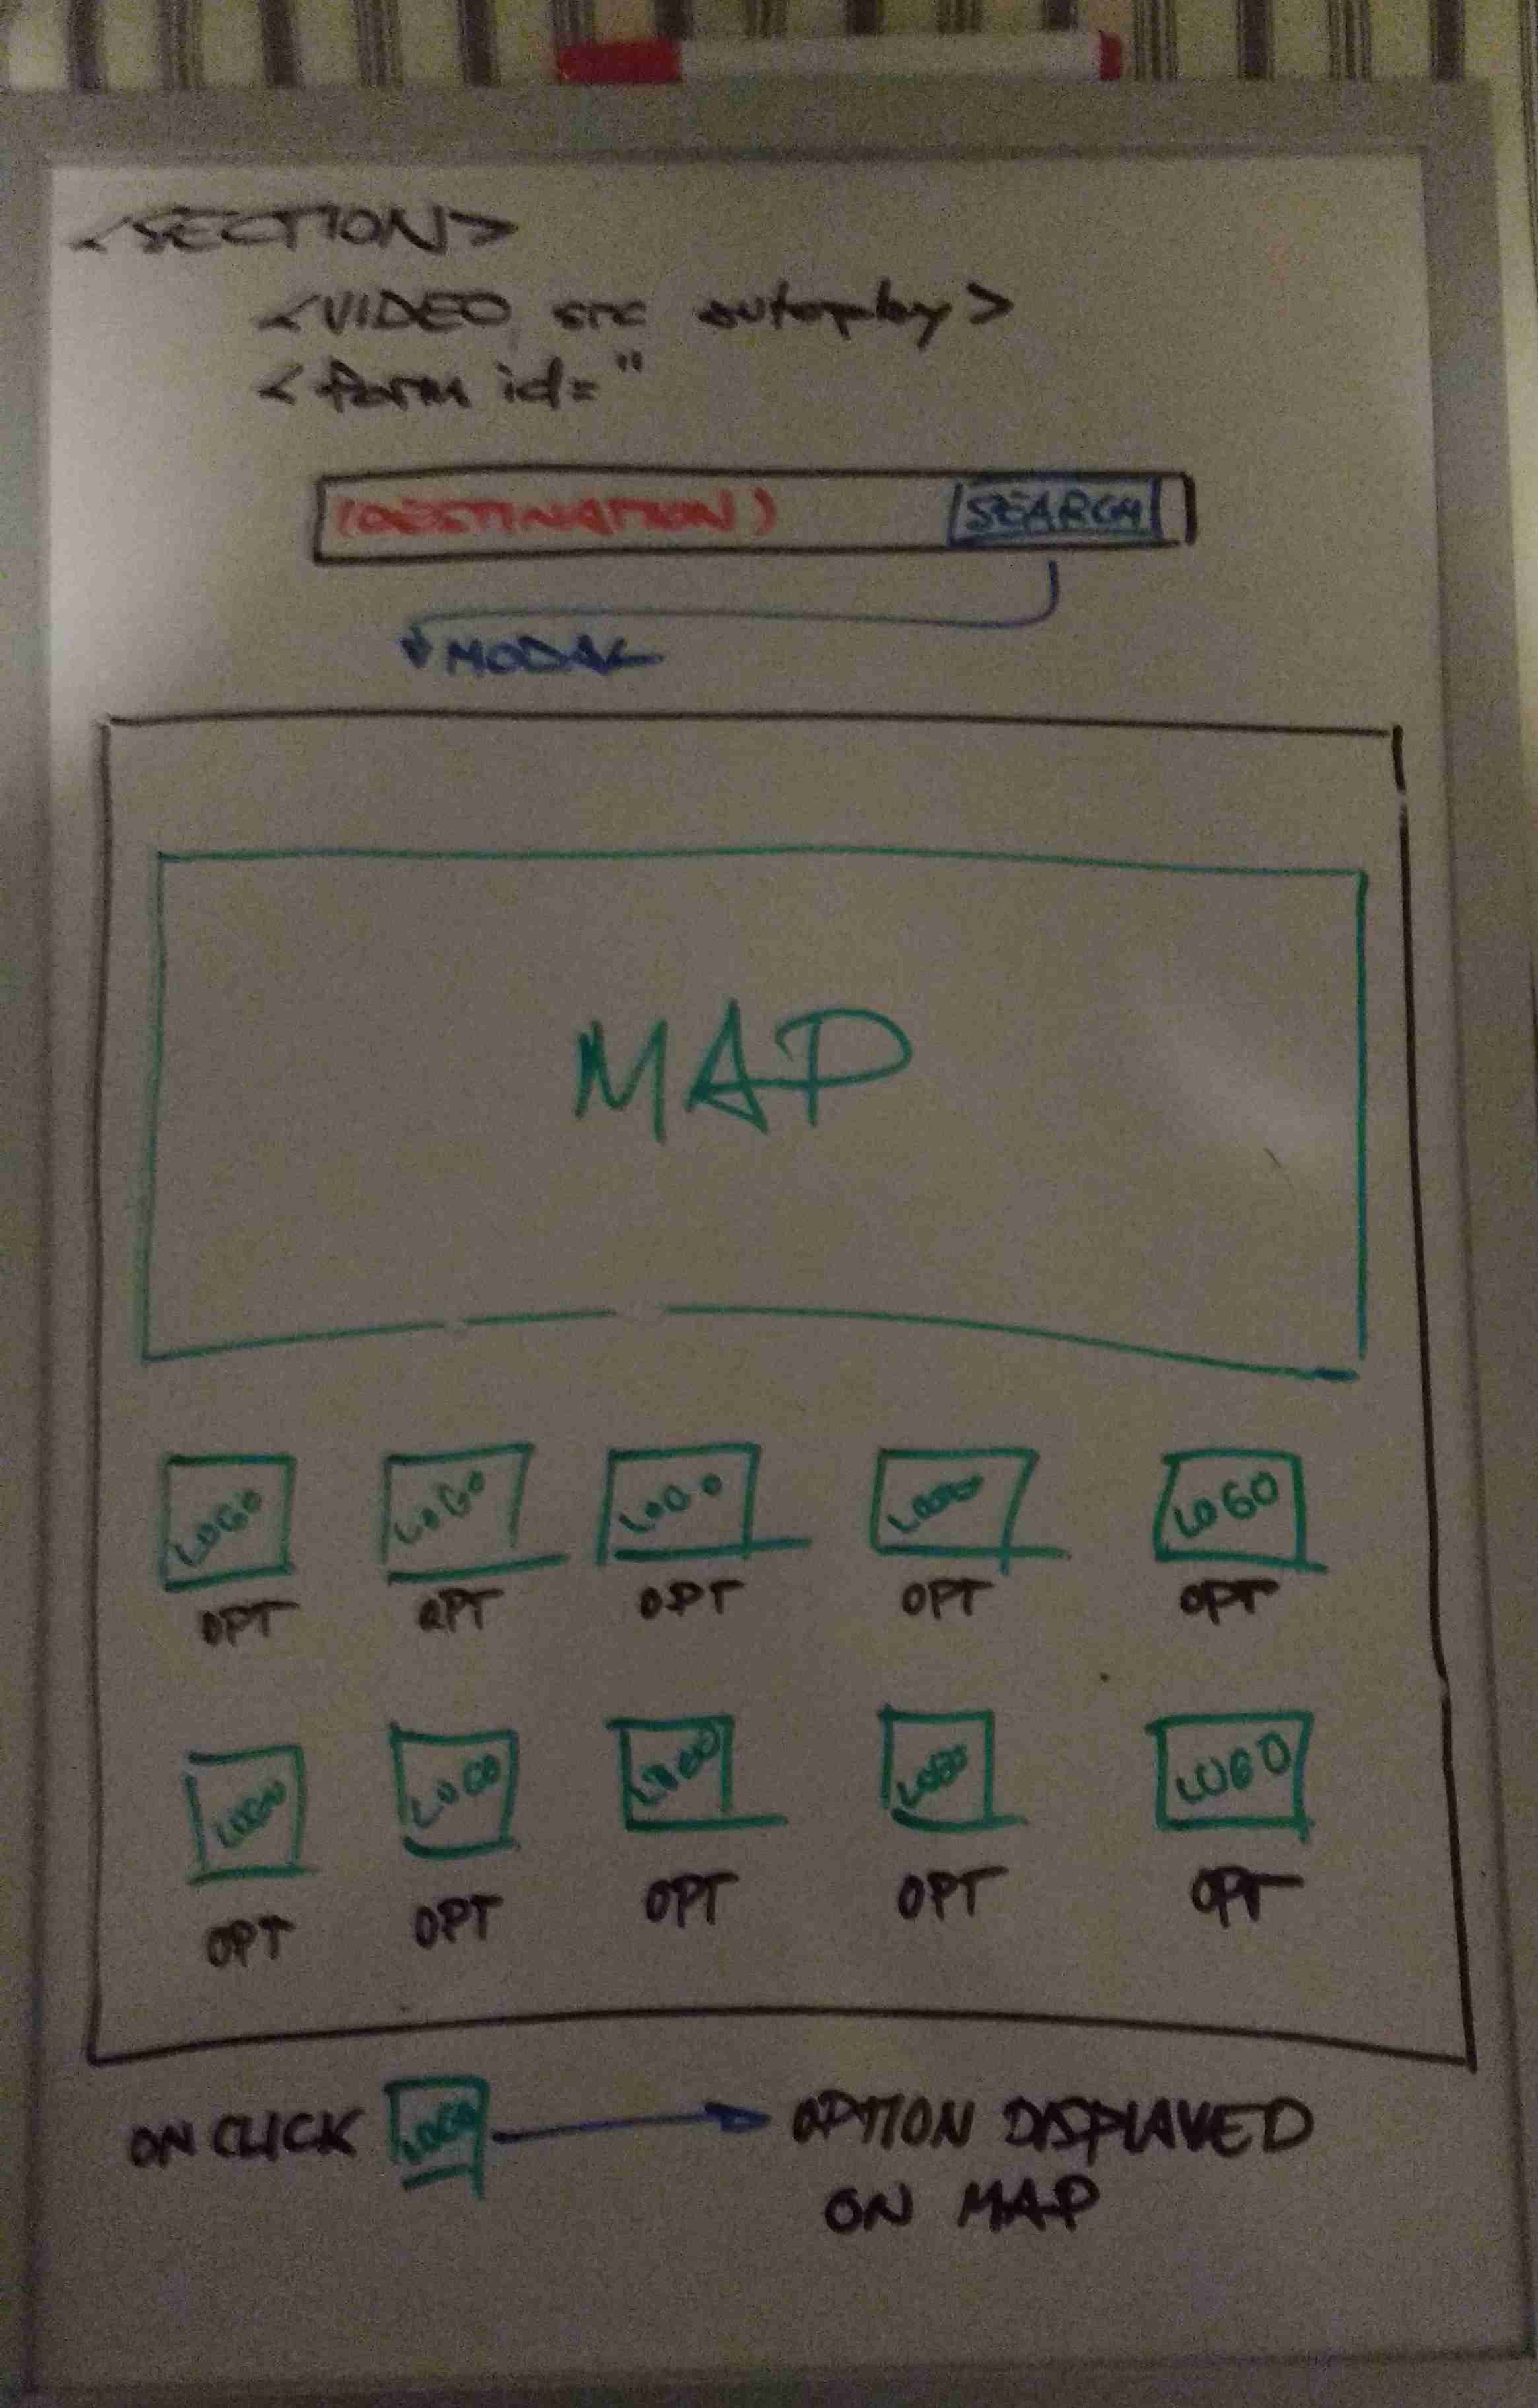 <SECTION>
<VIDEO src autoplay>
<form id="
(DESTINATION) SEARCH
MODAL
MAP
LOGO LOGO LOGO LOGO LOGO
OPT OPT OPT OPT OPT
LOGO LOGO LOGO LOGO LOGO
OPT OPT OPT OPT OPT
ON CLICK LOGO OPTION DISPLAYED
ON MAP